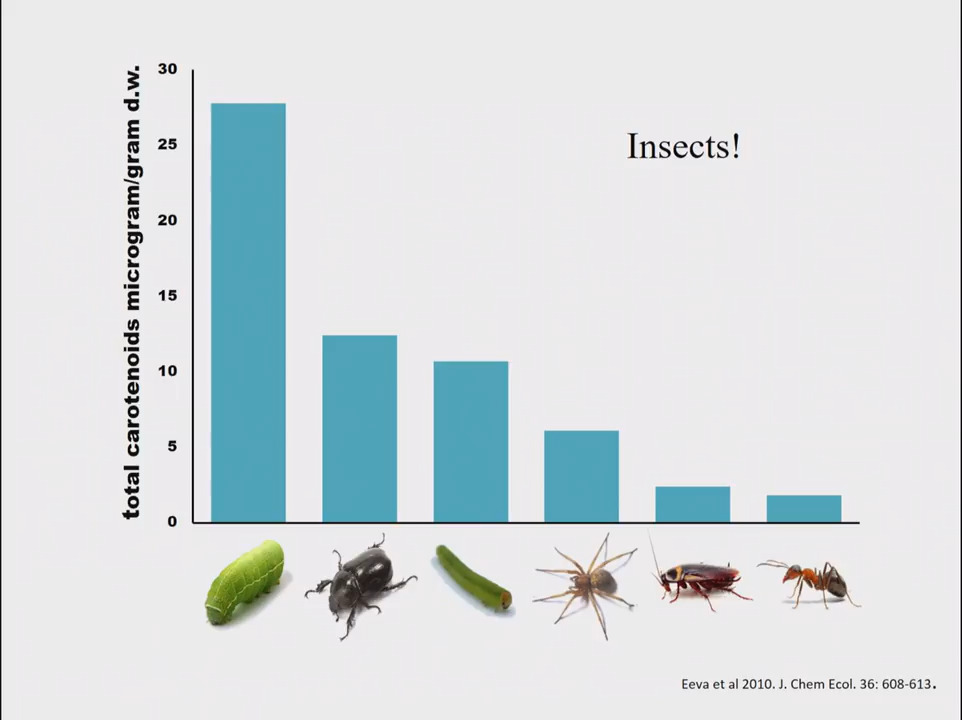 total carotenoids microgram/gram d.w.
30
25
20
15
10
5
0
Insects!
Eeva et al 2010. J. Chem Ecol. 36: 608-613.